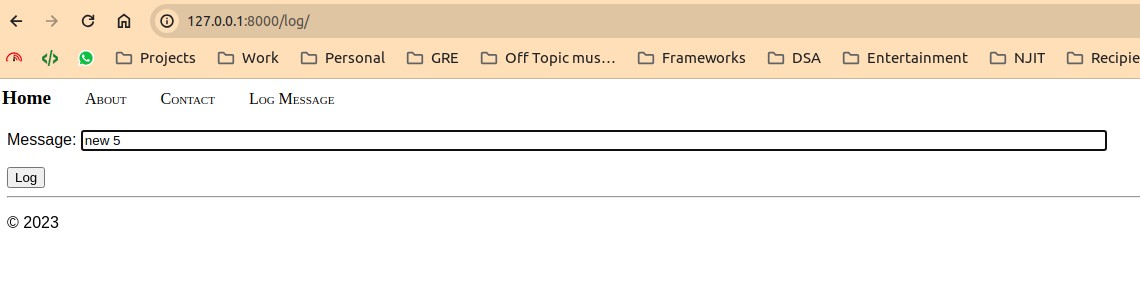 127.0.0.1:8000/log/
Projects Work Personal GRE Off Topic mus... Frameworks DSA Entertainment NJIT Recipie
Home About Contact Log Message
Message: new 5
Log
© 2023